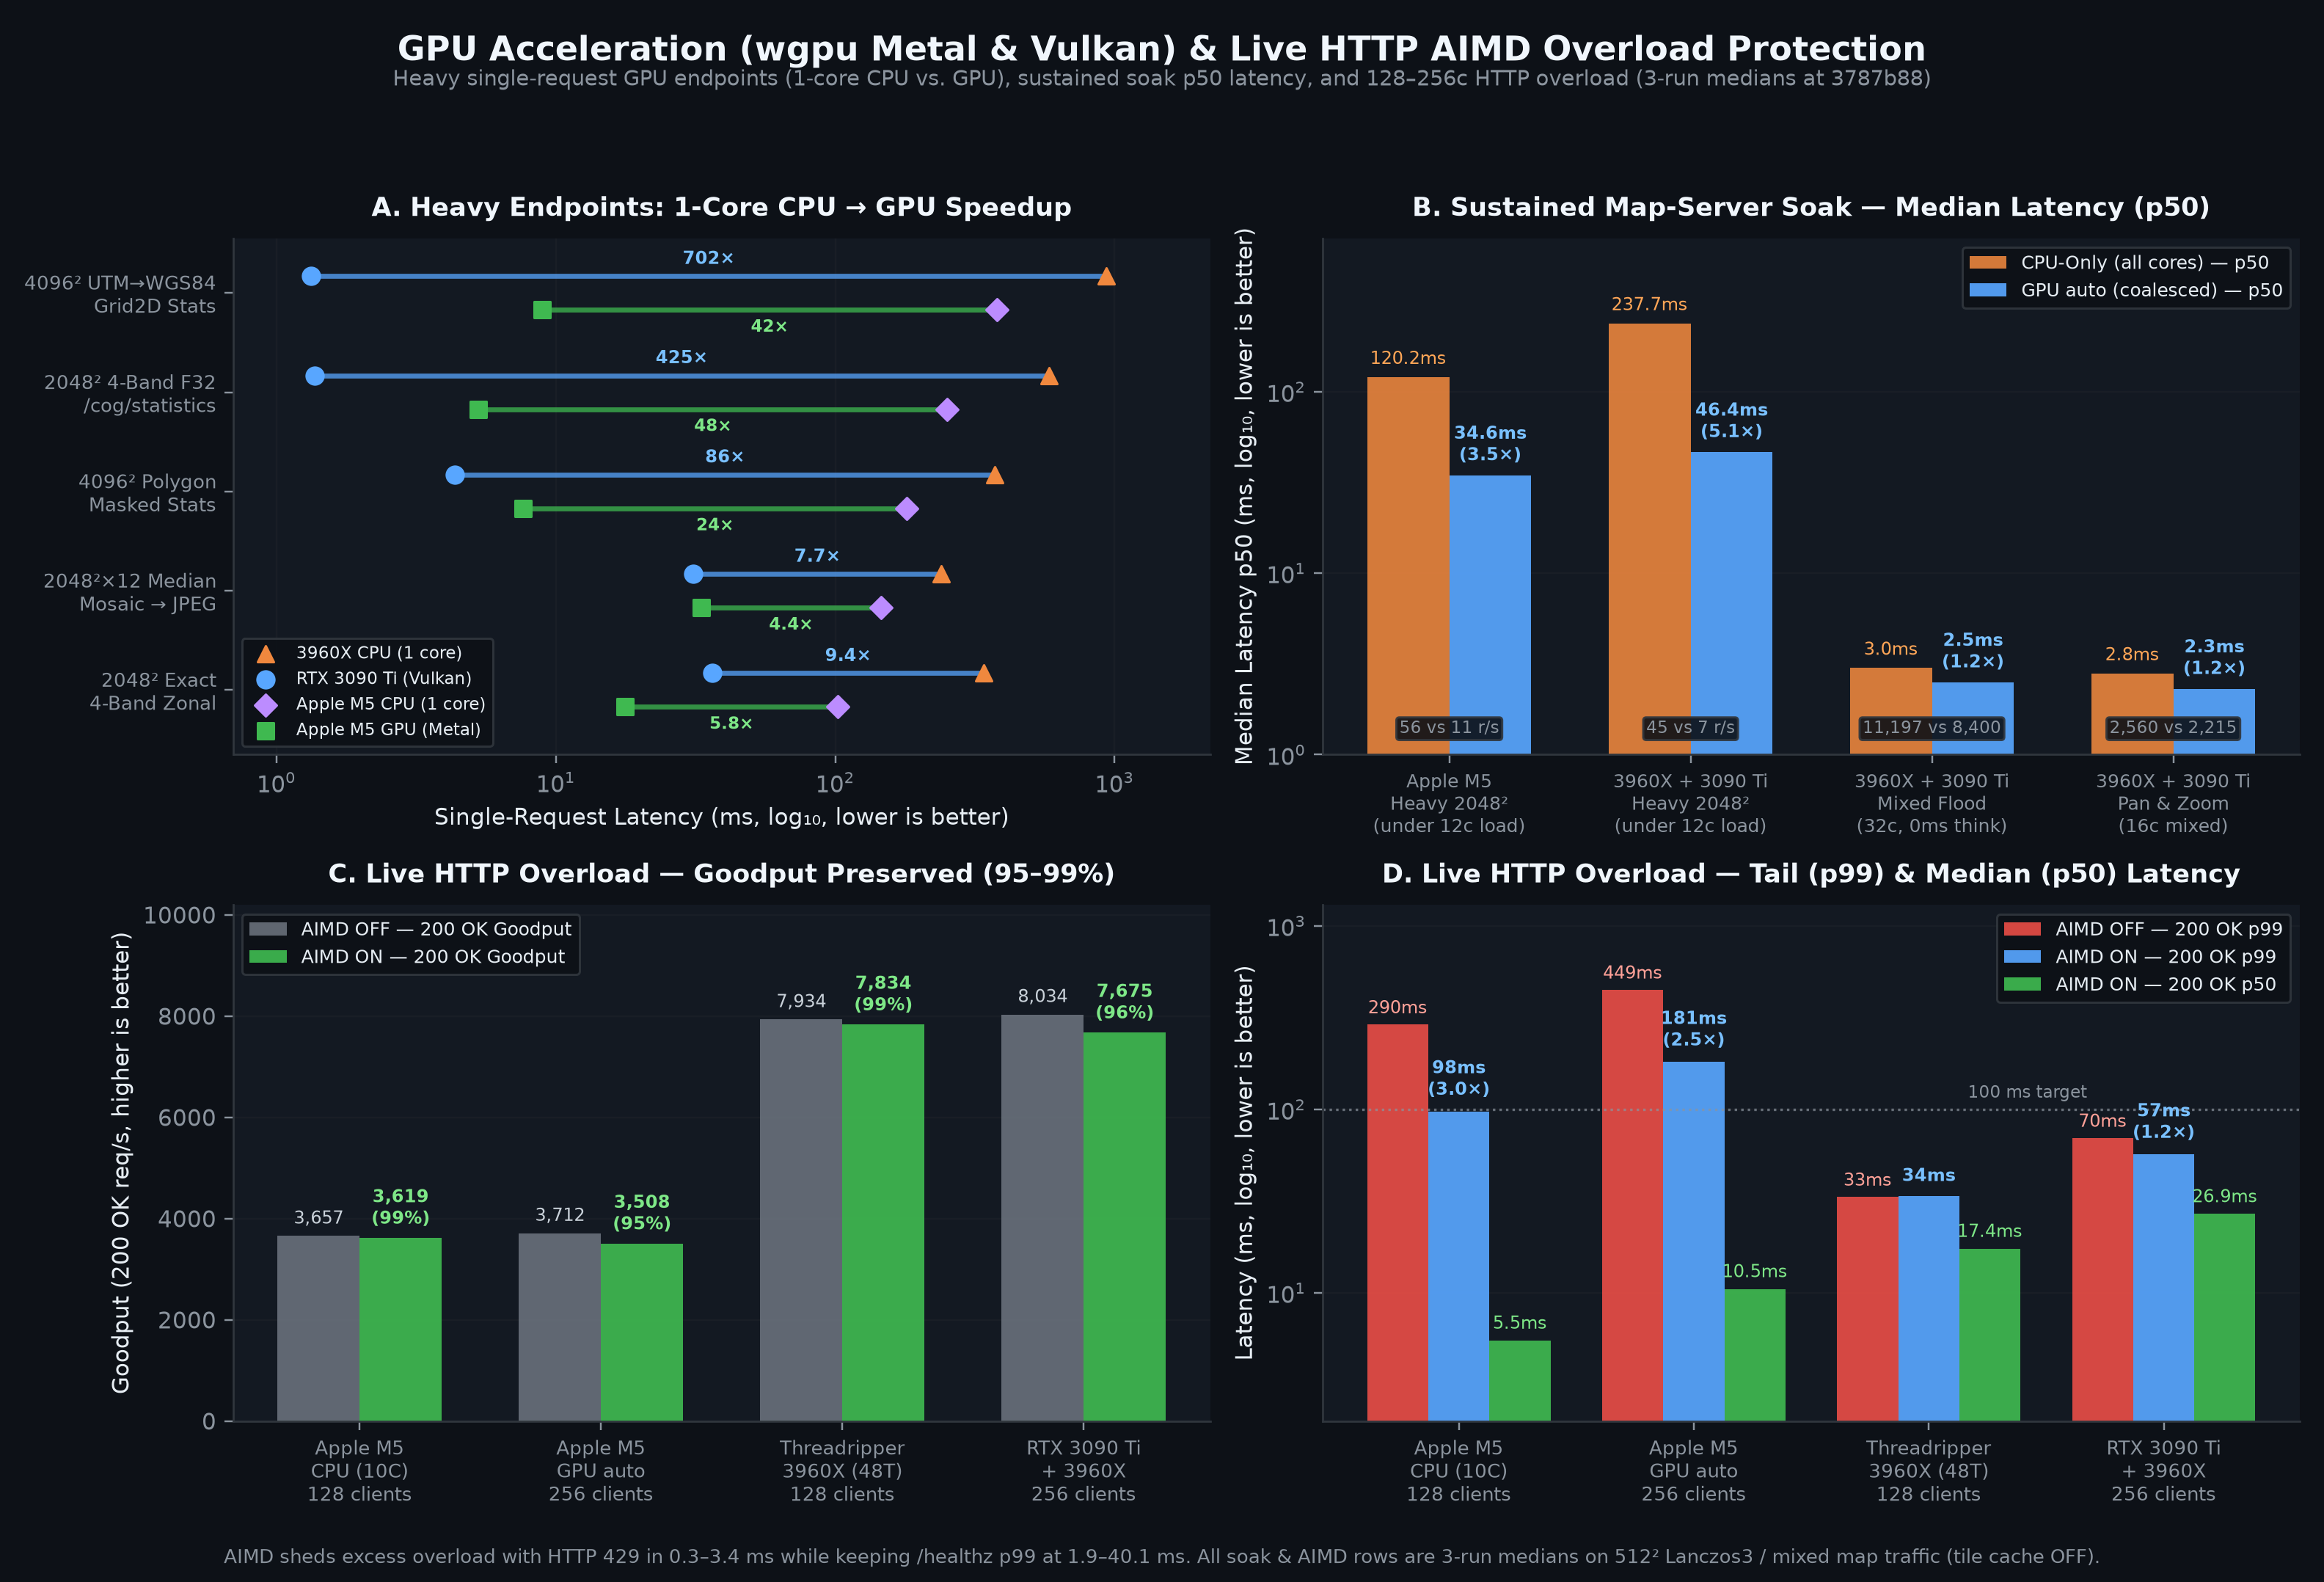 GPU Acceleration (wgpu Metal & Vulkan) & Live HTTP AIMD Overload Protection
Heavy single-request GPU endpoints (1-core CPU vs. GPU), sustained soak p50 latency, and 128–256c HTTP overload (3-run medians at 3787b88)
A. Heavy Endpoints: 1-Core CPU → GPU Speedup
4096² UTM→WGS84
Grid2D Stats
2048² 4-Band F32
/cog/statistics
4096² Polygon
Masked Stats
2048²×12 Median
Mosaic → JPEG
2048² Exact
4-Band Zonal
702×
42×
425×
48×
86×
24×
7.7×
4.4×
9.4×
5.8×
3960X CPU (1 core)
RTX 3090 Ti (Vulkan)
Apple M5 CPU (1 core)
Apple M5 GPU (Metal)
10⁰
10¹
10²
10³
Single-Request Latency (ms, log₁₀, lower is better)
B. Sustained Map-Server Soak — Median Latency (p50)
Median Latency p50 (ms, log₁₀, lower is better)
10²
10¹
10⁰
CPU-Only (all cores) — p50
GPU auto (coalesced) — p50
120.2ms
34.6ms
(3.5×)
237.7ms
46.4ms
(5.1×)
3.0ms
2.5ms
(1.2×)
2.8ms
2.3ms
(1.2×)
56 vs 11 r/s
45 vs 7 r/s
11,197 vs 8,400
2,560 vs 2,215
Apple M5
Heavy 2048²
(under 12c load)
3960X + 3090 Ti
Heavy 2048²
(under 12c load)
3960X + 3090 Ti
Mixed Flood
(32c, 0ms think)
3960X + 3090 Ti
Pan & Zoom
(16c mixed)
C. Live HTTP Overload — Goodput Preserved (95–99%)
Goodput (200 OK req/s, higher is better)
10000
8000
6000
4000
2000
0
AIMD OFF — 200 OK Goodput
AIMD ON — 200 OK Goodput
3,657
3,619
(99%)
3,712
3,508
(95%)
7,934
7,834
(99%)
8,034
7,675
(96%)
Apple M5
CPU (10C)
128 clients
Apple M5
GPU auto
256 clients
Threadripper
3960X (48T)
128 clients
RTX 3090 Ti
+ 3960X
256 clients
D. Live HTTP Overload — Tail (p99) & Median (p50) Latency
Latency (ms, log₁₀, lower is better)
10³
10²
10¹
AIMD OFF — 200 OK p99
AIMD ON — 200 OK p99
AIMD ON — 200 OK p50
100 ms target
290ms
98ms
(3.0×)
5.5ms
449ms
181ms
(2.5×)
10.5ms
33ms
34ms
17.4ms
70ms
57ms
(1.2×)
26.9ms
Apple M5
CPU (10C)
128 clients
Apple M5
GPU auto
256 clients
Threadripper
3960X (48T)
128 clients
RTX 3090 Ti
+ 3960X
256 clients
AIMD sheds excess overload with HTTP 429 in 0.3–3.4 ms while keeping /healthz p99 at 1.9–40.1 ms. All soak & AIMD rows are 3-run medians on 512² Lanczos3 / mixed map traffic (tile cache OFF).